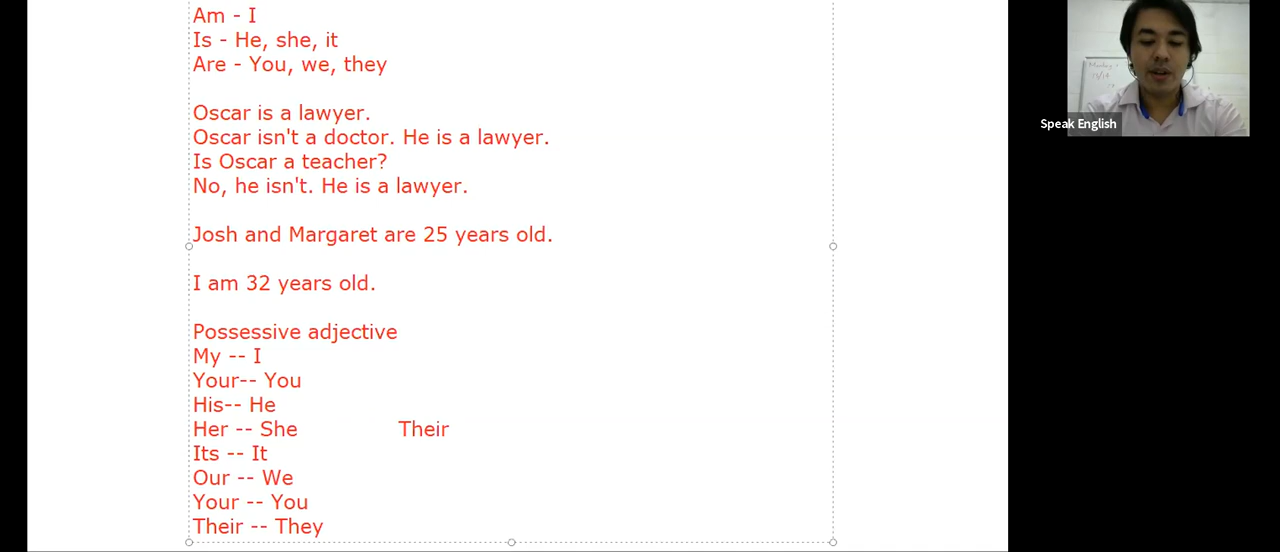 Am - I
Is - He, she, it
Are - You, we, they
Oscar is a lawyer.
Oscar isn't a doctor. He is a lawyer.
Is Oscar a teacher?
No, he isn't. He is a lawyer.
Josh and Margaret are 25 years old.
I am 32 years old.
Possessive adjective
My -- I
Your-- You
His-- He
Her -- She Their
Its -- It
Our -- We
Your -- You
Their -- They
Speak English